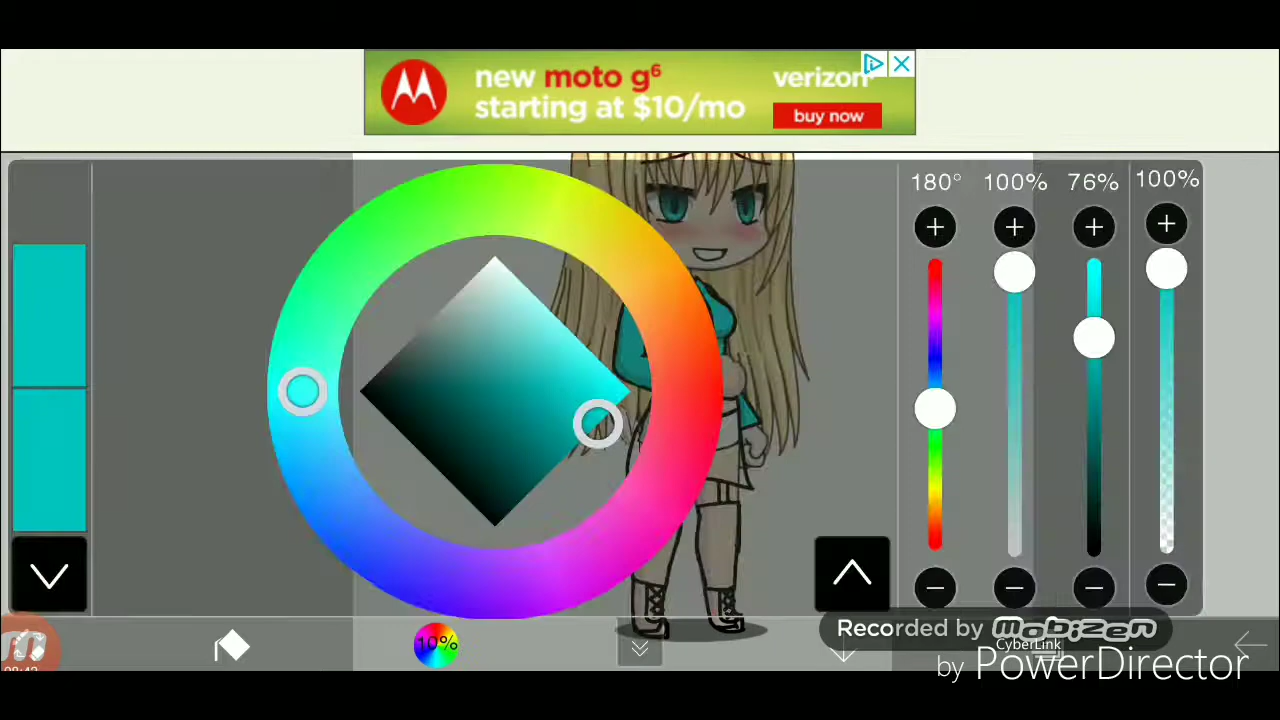 new moto g⁶
starting at $10/mo
verizon
buy now
180° 100% 76% 100%
10%
Recorded by mobizen
CyberLink
by PowerDirector